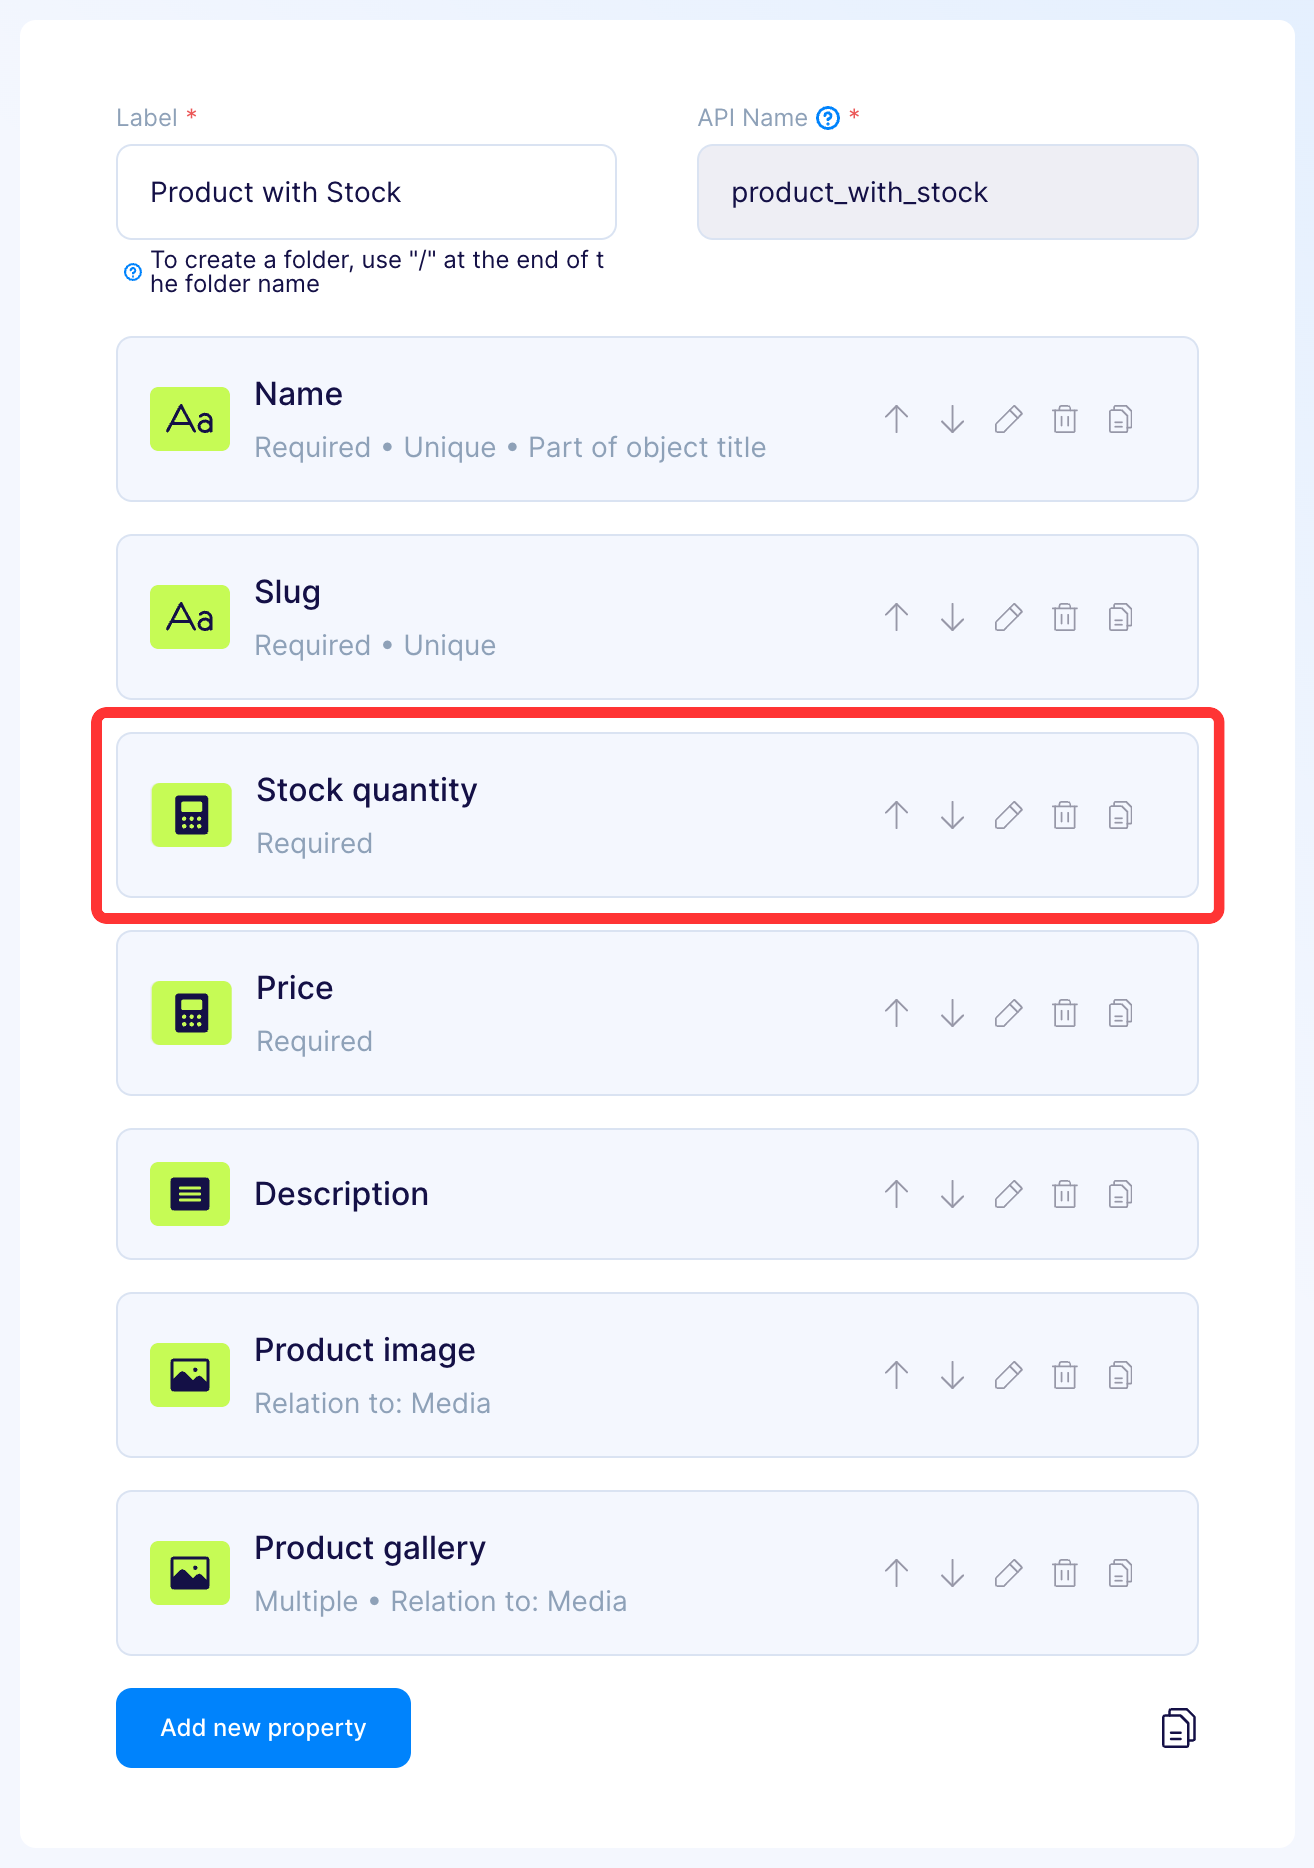 Label *
API Name ? *
Product with Stock
product_with_stock
? To create a folder, use "/" at the end of t
he folder name
Aa
Name
Required • Unique • Part of object title
Aa
Slug
Required • Unique
Stock quantity
Required
Price
Required
Description
Product image
Relation to: Media
Product gallery
Multiple • Relation to: Media
Add new property